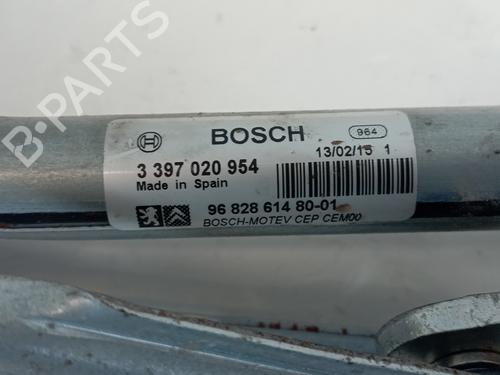 BOSCH
964
3 397 020 954
13/02/15 1
Made in Spain
96 828 614 80-01
BOSCH-MOTEV CEP CEM00
B PARTS